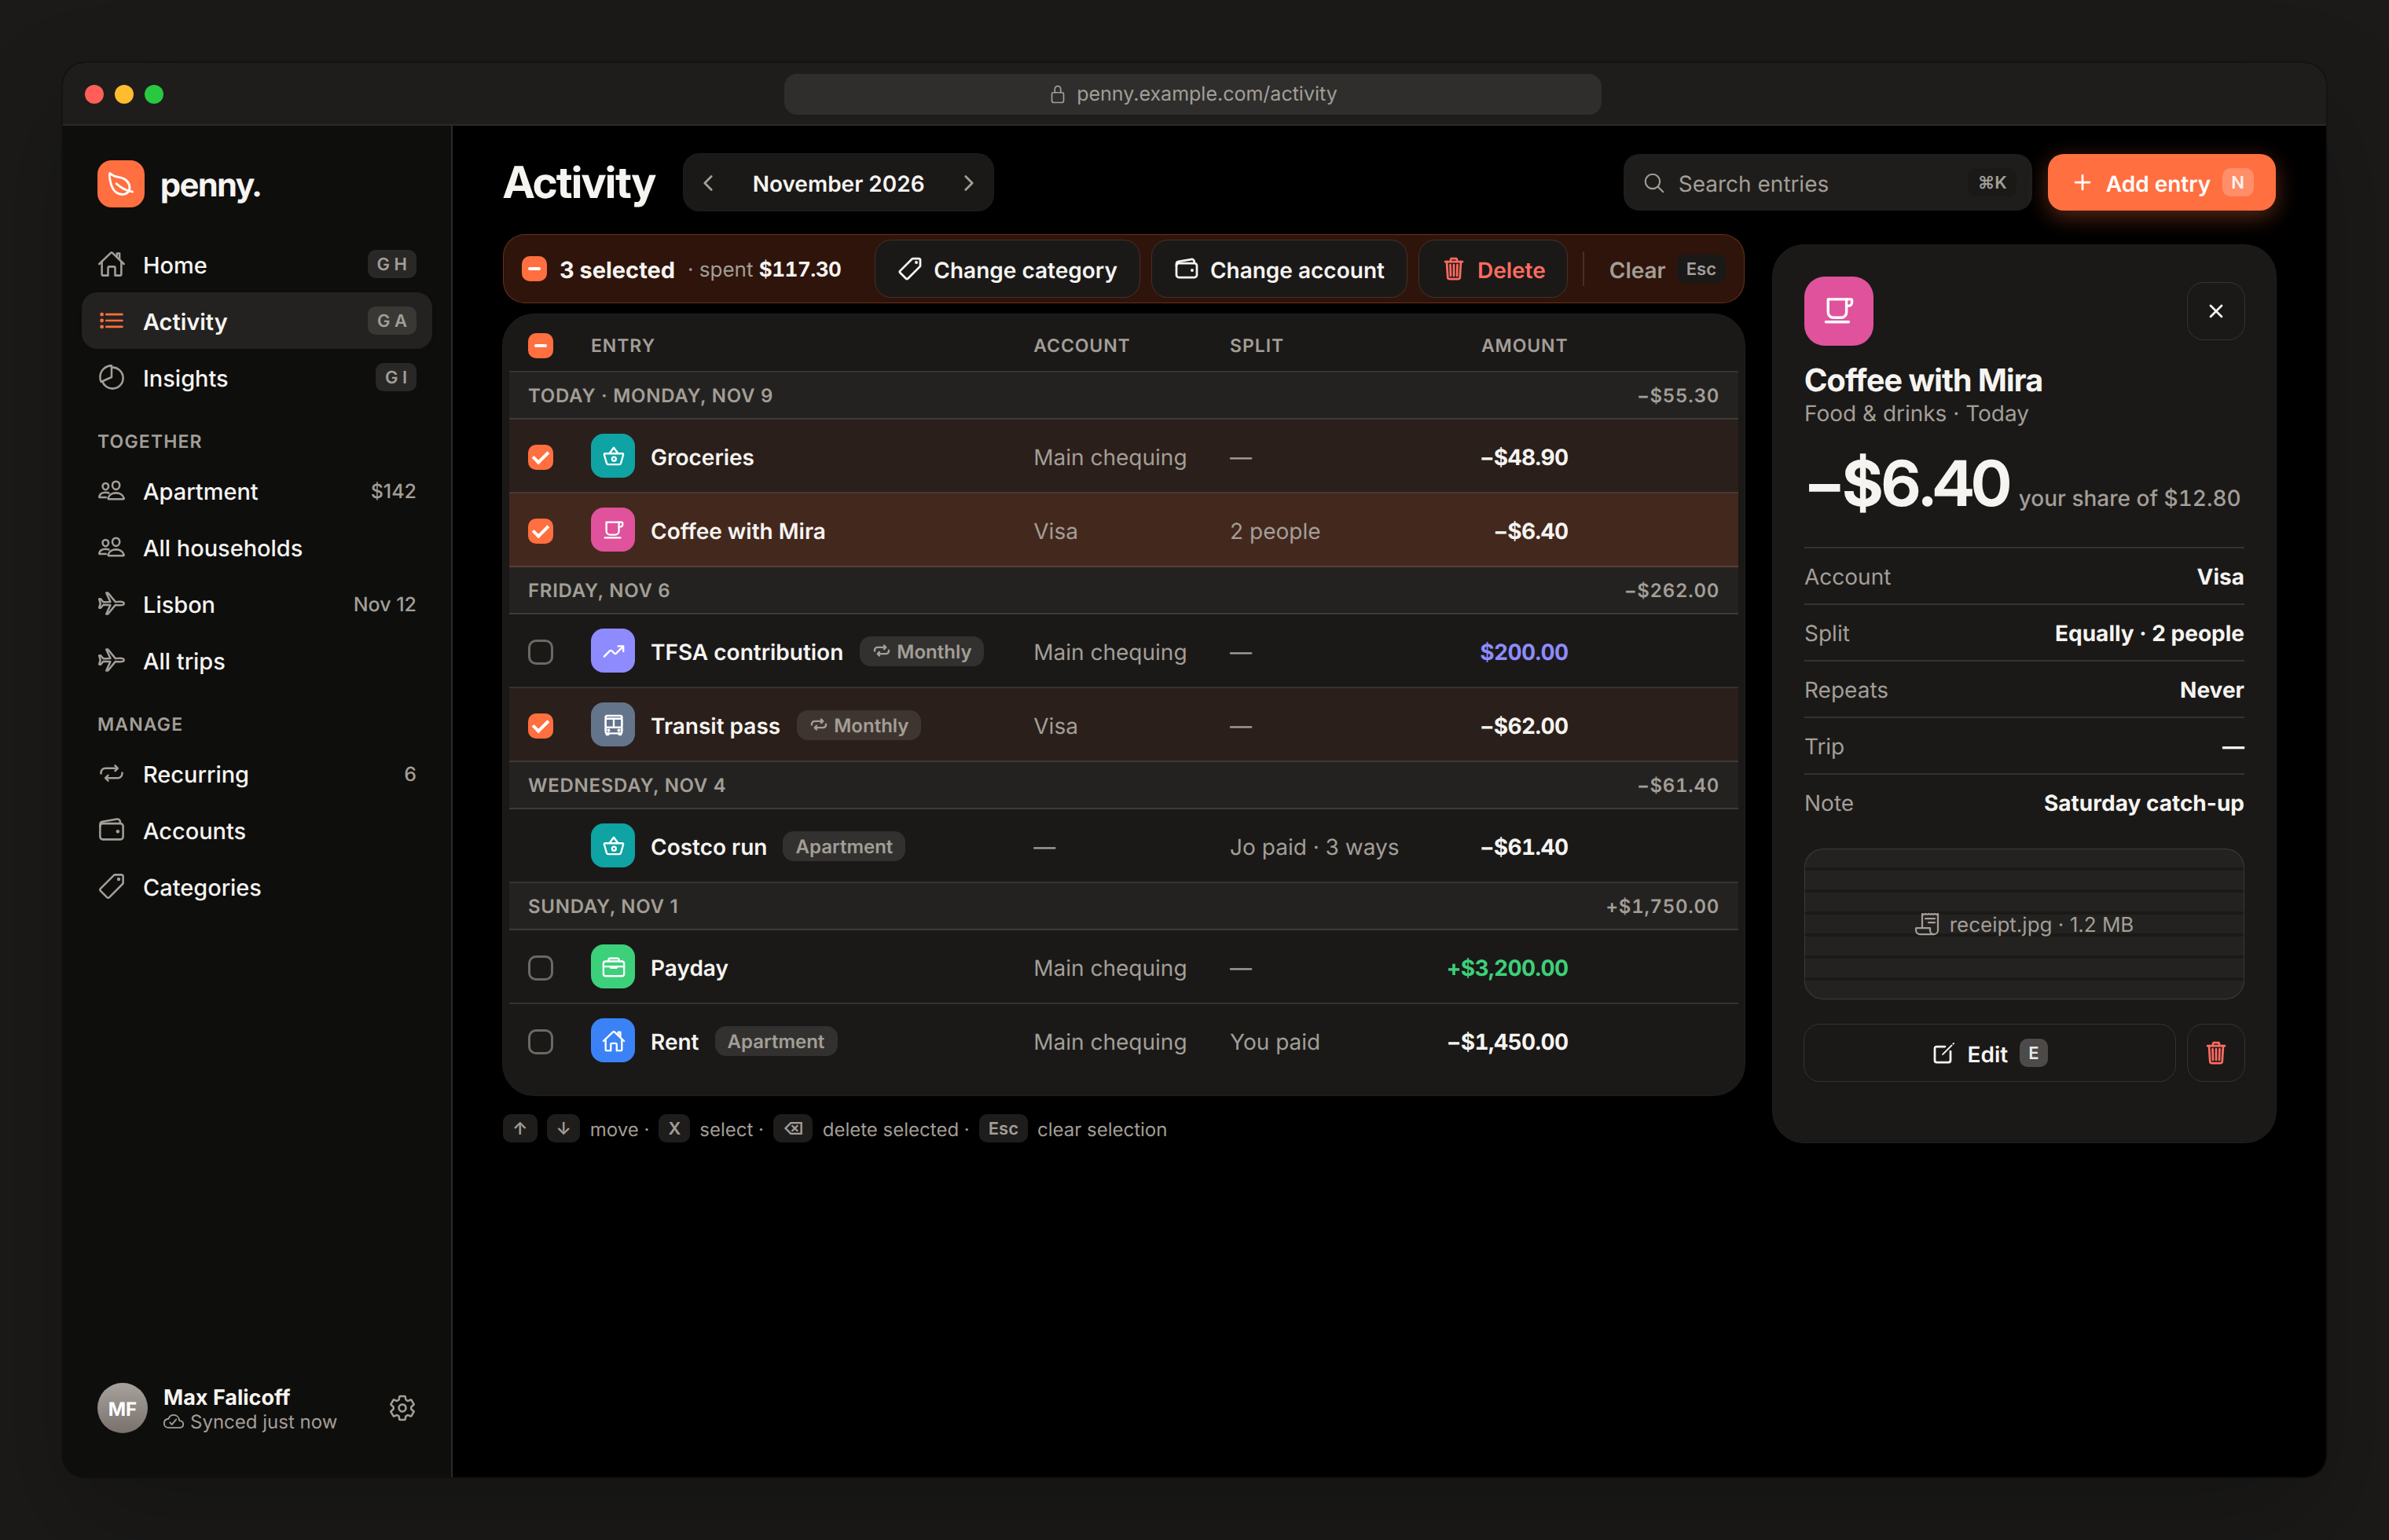 penny.example.com/activity
penny.
Home G H
Activity G A
Insights G I
TOGETHER
Apartment $142
All households
Lisbon Nov 12
All trips
MANAGE
Recurring 6
Accounts
Categories
MF Max Falicoff
Synced just now
Activity November 2026 Search entries ⌘K + Add entry N
3 selected · spent $117.30 Change category Change account Delete Clear Esc
ENTRY ACCOUNT SPLIT AMOUNT
TODAY · MONDAY, NOV 9 −$55.30
Groceries Main chequing — −$48.90
Coffee with Mira Visa 2 people −$6.40
FRIDAY, NOV 6 −$262.00
TFSA contribution Monthly Main chequing — $200.00
Transit pass Monthly Visa — −$62.00
WEDNESDAY, NOV 4 −$61.40
Costco run Apartment — Jo paid · 3 ways −$61.40
SUNDAY, NOV 1 +$1,750.00
Payday Main chequing — +$3,200.00
Rent Apartment Main chequing You paid −$1,450.00
↑ ↓ move · X select · ⌫ delete selected · Esc clear selection
Coffee with Mira
Food & drinks · Today
−$6.40 your share of $12.80
Account Visa
Split Equally · 2 people
Repeats Never
Trip —
Note Saturday catch-up
receipt.jpg · 1.2 MB
Edit E